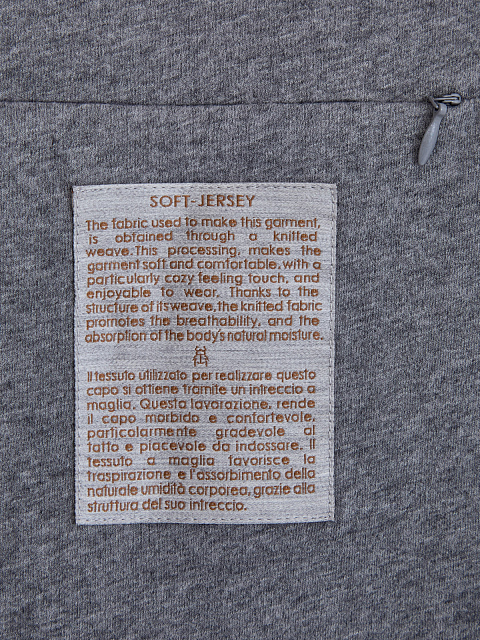 SOFT-JERSEY
The fabric used to make this garment,
is obtained through a knitted
weave. This processing, makes the
garment soft and comfortable, with a
particularly cozy feeling touch, and
enjoyable to wear. Thanks to the
structure of its weave, the knitted fabric
promotes the breathability, and the
absorption of the body's natural moisture.
Il tessuto utilizzato per realizzare questo
capo si ottiene tramite un intreccio a
maglia. Questa lavorazione, rende
il capo morbido e confortevole,
particolarmente gradevole al
tatto e piacevole da indossare. Il
tessuto a maglia favorisce la
traspirazione e l'assorbimento della
naturale umidità corporea, grazie alla
struttura del suo intreccio.